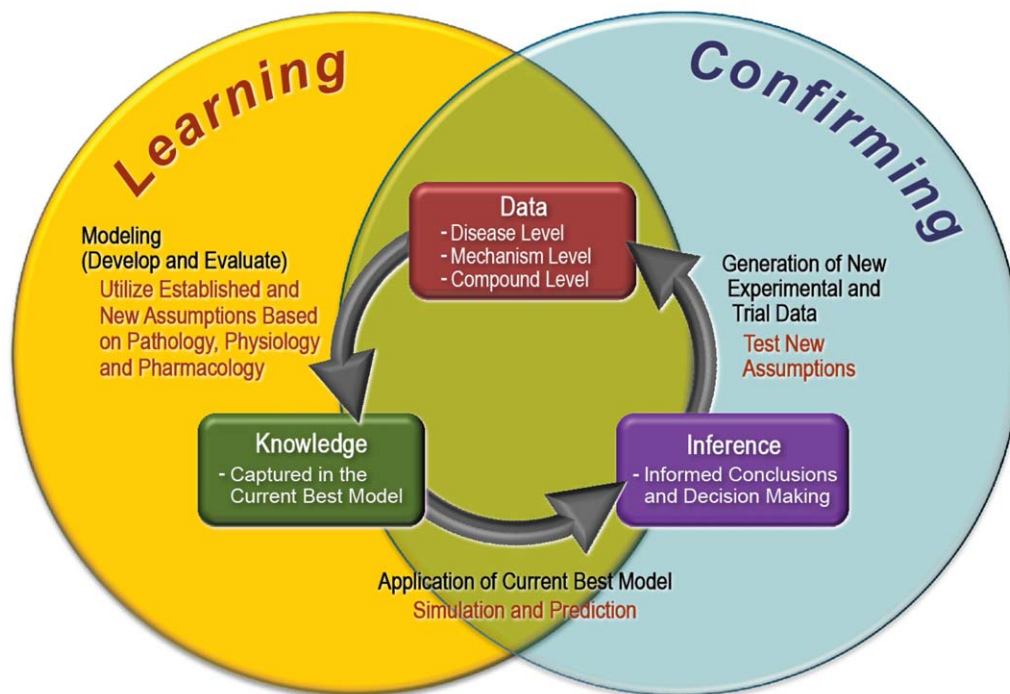 Learning
Confirming
Data
- Disease Level
- Mechanism Level
- Compound Level
Modeling
(Develop and Evaluate)
Utilize Established and
New Assumptions Based
on Pathology, Physiology
and Pharmacology
Generation of New
Experimental and
Trial Data
Test New
Assumptions
Knowledge
- Captured in the
Current Best Model
Inference
- Informed Conclusions
and Decision Making
Application of Current Best Model
Simulation and Prediction